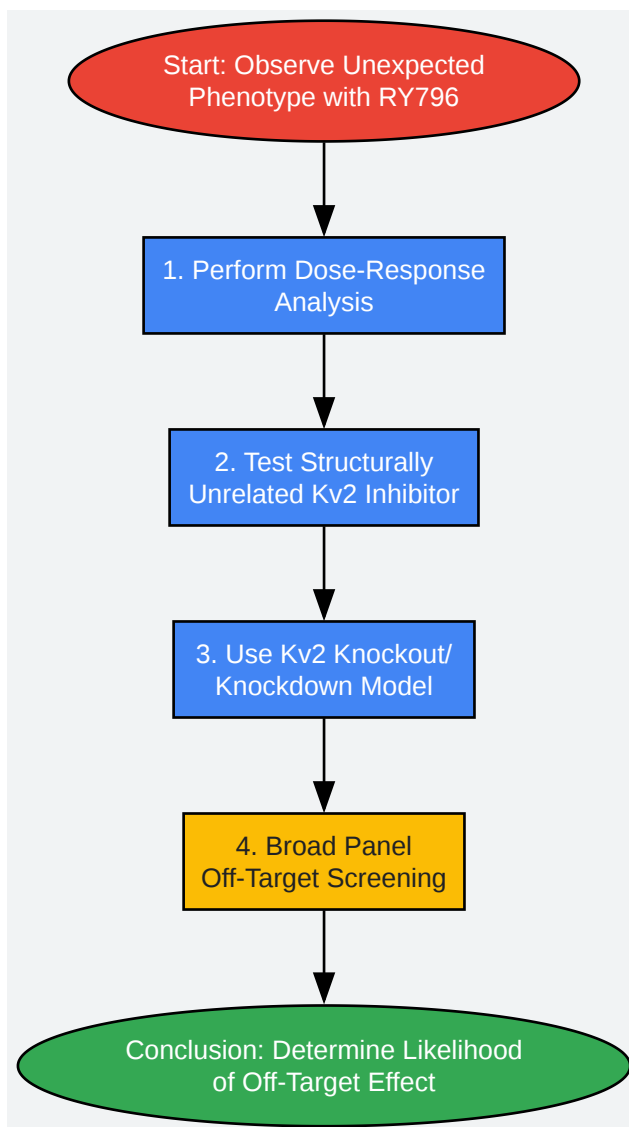 Start: Observe Unexpected
Phenotype with RY796
1. Perform Dose-Response
Analysis
2. Test Structurally
Unrelated Kv2 Inhibitor
3. Use Kv2 Knockout/
Knockdown Model
4. Broad Panel
Off-Target Screening
Conclusion: Determine Likelihood
of Off-Target Effect